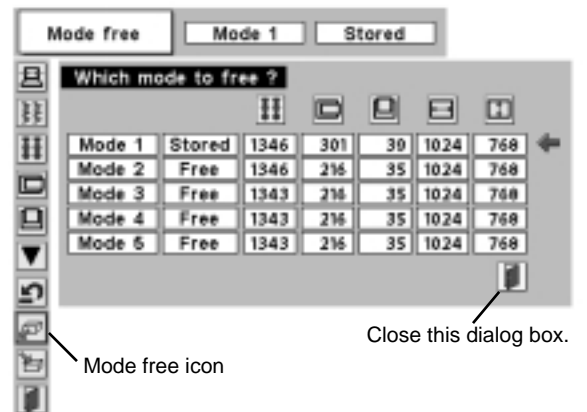 Mode free Mode 1 Stored
Which mode to free ?
Mode 1 Stored 1346 301 39 1024 768
Mode 2 Free 1346 216 35 1024 768
Mode 3 Free 1343 216 35 1024 768
Mode 4 Free 1343 216 35 1024 768
Mode 5 Free 1343 216 35 1024 768
Close this dialog box.
Mode free icon